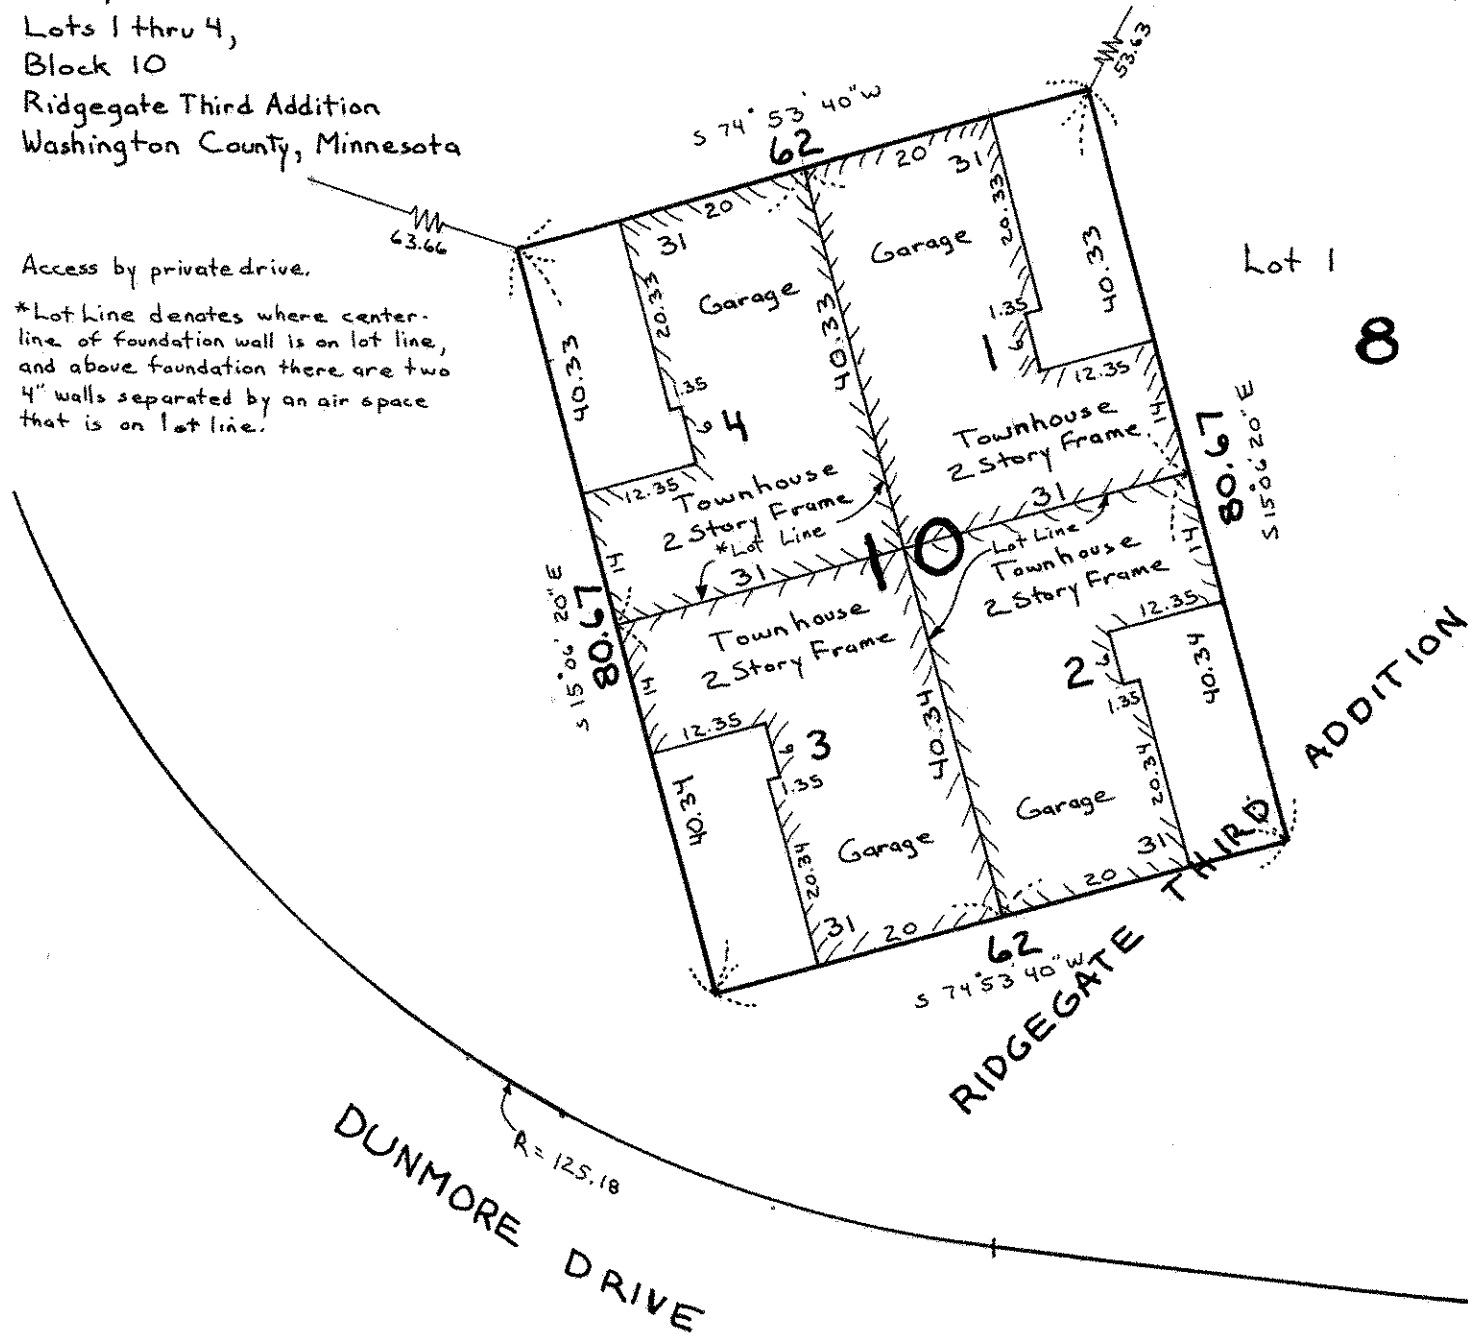 Lots 1 thru 4,
Block 10
Ridgegate Third Addition
Washington County, Minnesota
53.63
S 74° 53' 40" W
62
63.66
Access by private drive.
*Lot Line denotes where center-
line of foundation wall is on lot line,
and above foundation there are two
4" walls separated by an air space
that is on lot line.
20
31
20
31
Garage
Garage
20.33
20.33
40.33
40.33
40.33
Lot 1
8
1.35
6
1
12.35
1.35
6
4
12.35
14
Townhouse
2 Story Frame
Townhouse
2 Story Frame
*Lot Line
31
31
14
80.67
S 15° 06' 20" E
10
Lot Line
Townhouse
2 Story Frame
14
12.35
Townhouse
2 Story Frame
14
80.67
S 15° 06' 20" E
2
6
1.35
40.34
12.35
3
6
1.35
40.34
40.34
20.34
20.34
Garage
Garage
31
20
31
20
62
S 74° 53' 40" W
RIDGEGATE THIRD ADDITION
R = 125.18
DUNMORE DRIVE